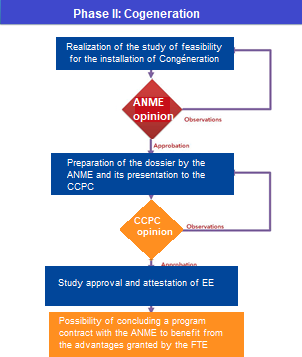 Phase II: Cogeneration
Realization of the study of feasibility
for the installation of Congéneration
ANME
opinion
Observations
Approbation
Preparation of the dossier by the
ANME and its presentation to the
CCPC
CCPC
opinion
Observations
Approbation
Study approval and attestation of EE
Possibility of concluding a program
contract with the ANME to benefit from
the advantages granted by the FTE